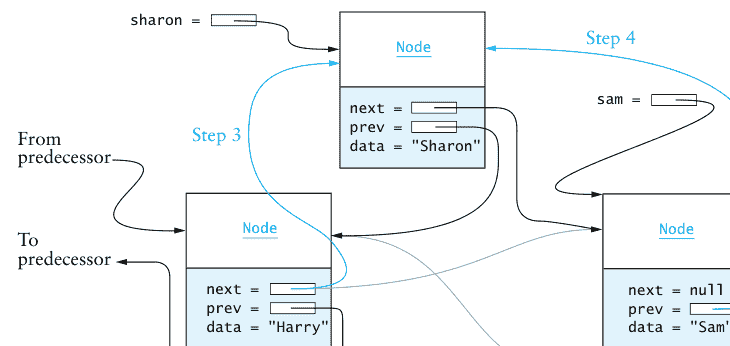 sharon =
Node
Step 4
next =
prev =
data = "Sharon"
sam =
Step 3
From
predecessor
Node
To
predecessor
next =
prev =
data = "Harry"
Node
next = null
prev =
data = "Sam"